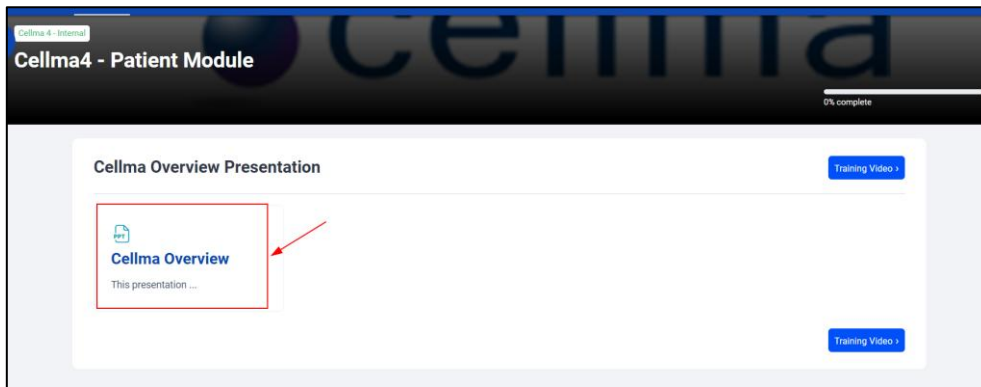 cellma
Cellma 4 - Internal
Cellma4 - Patient Module
0% complete
Cellma Overview Presentation
Training Video ›
PPT
Cellma Overview
This presentation ...
Training Video ›